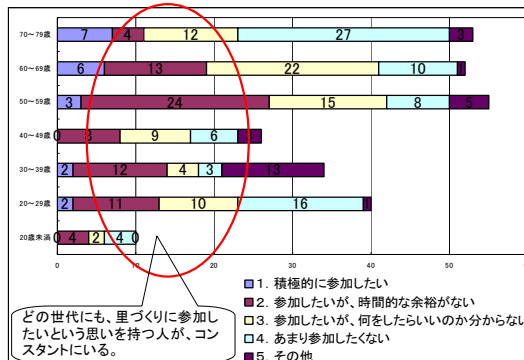 70～79歳 7 4 12 27 3
60～69歳 6 13 22 10 1
50～59歳 3 24 15 8 5
40～49歳 0 8 9 6 3
30～39歳 2 12 4 3 13
20～29歳 2 11 10 16 1
20歳未満 0 4 2 4 0
0 10 20 30 40 50
どの世代にも、里づくりに参加し
たいという思いを持つ人が、コン
スタントにいる。
1．積極的に参加したい
2．参加したいが、時間的な余裕がない
3．参加したいが、何をしたらいいのか分からない
4．あまり参加したくない
5．その他